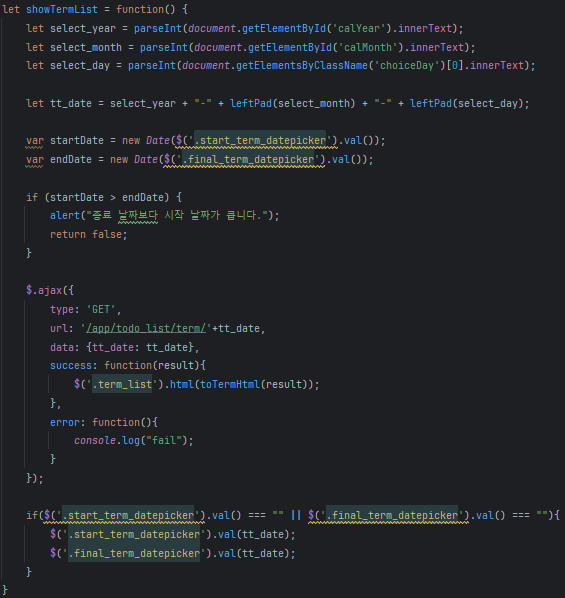 let showTermList = function() {
let select_year = parseInt(document.getElementById('calYear').innerText);
let select_month = parseInt(document.getElementById('calMonth').innerText);
let select_day = parseInt(document.getElementsByClassName('choiceDay')[0].innerText);
let tt_date = select_year + "-" + leftPad(select_month) + "-" + leftPad(select_day);
var startDate = new Date($('.start_term_datepicker').val());
var endDate = new Date($('.final_term_datepicker').val());
if (startDate > endDate) {
alert("종료 날짜보다 시작 날짜가 큽니다.");
return false;
}
$.ajax({
type: 'GET',
url: '/app/todo_list/term/'+tt_date,
data: {tt_date: tt_date},
success: function(result){
$('.term_list').html(toTermHtml(result));
},
error: function(){
console.log("fail");
}
});
if($('.start_term_datepicker').val() === "" || $('.final_term_datepicker').val() === ""){
$('.start_term_datepicker').val(tt_date);
$('.final_term_datepicker').val(tt_date);
}
}